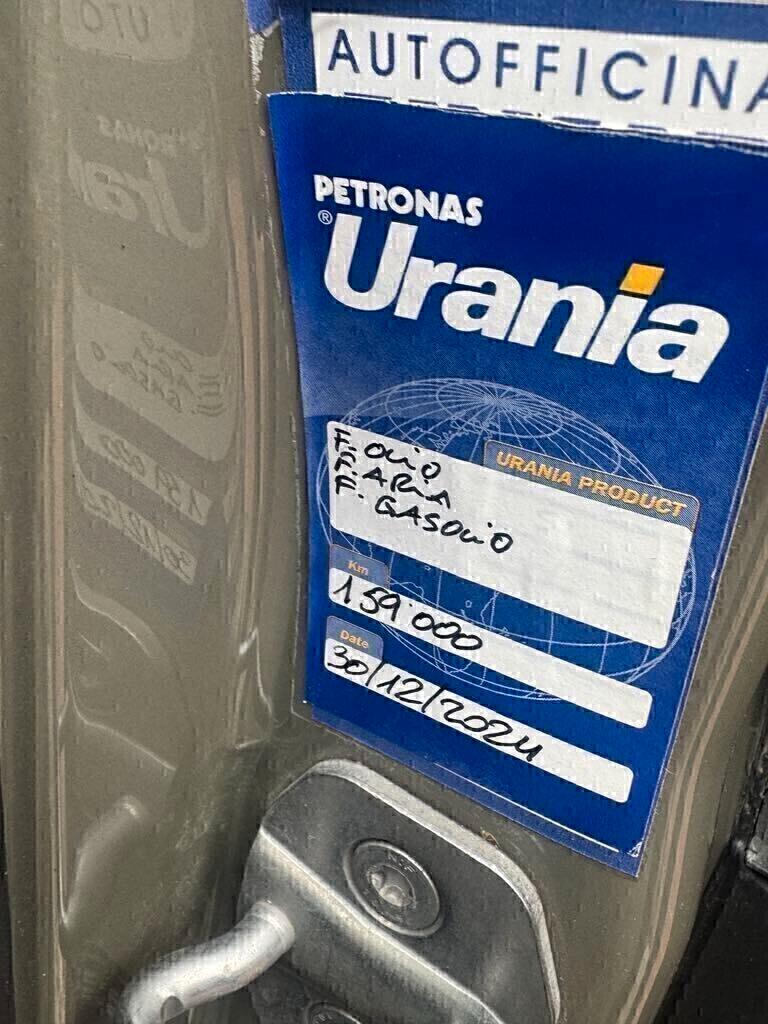 AUTOFFICINA
PETRONAS
® Urania
URANIA PRODUCT
F. OLIO
F. ARIA
F. GASOLIO
Km
159.000
Date
30/12/2024